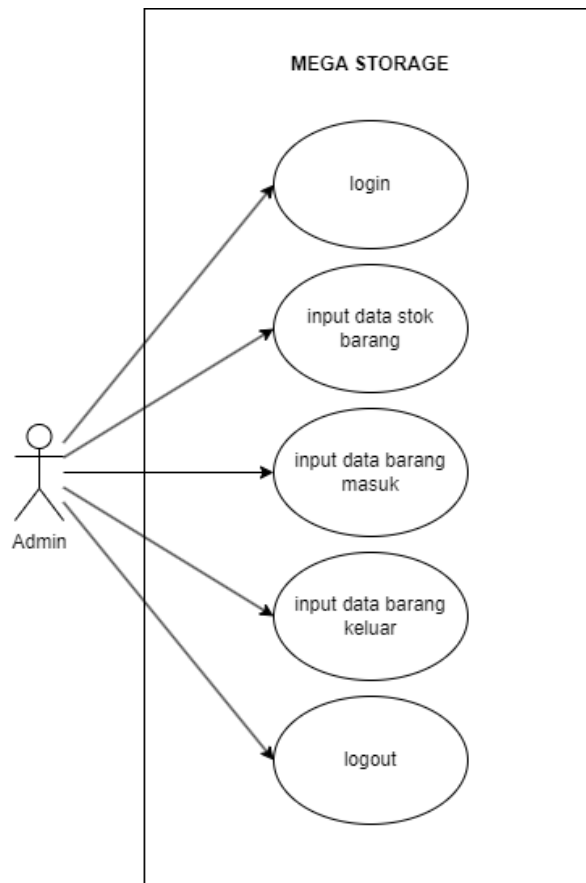 MEGA STORAGE
login
input data stok
barang
input data barang
masuk
Admin
input data barang
keluar
logout